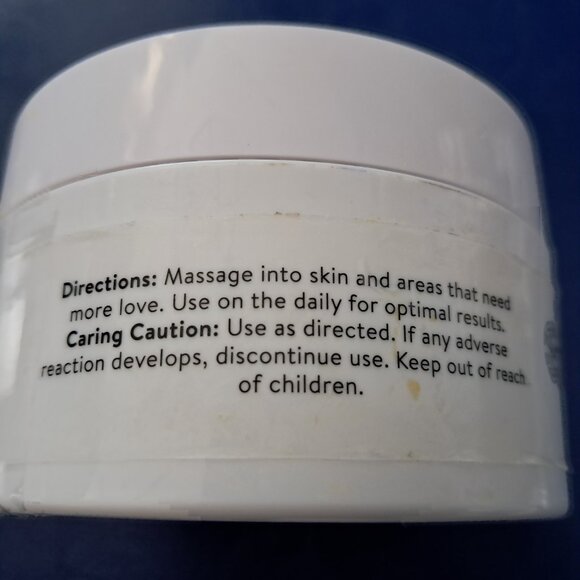 Directions: Massage into skin and areas that need
more love. Use on the daily for optimal results.
Caring Caution: Use as directed. If any adverse
reaction develops, discontinue use. Keep out of reach
of children.